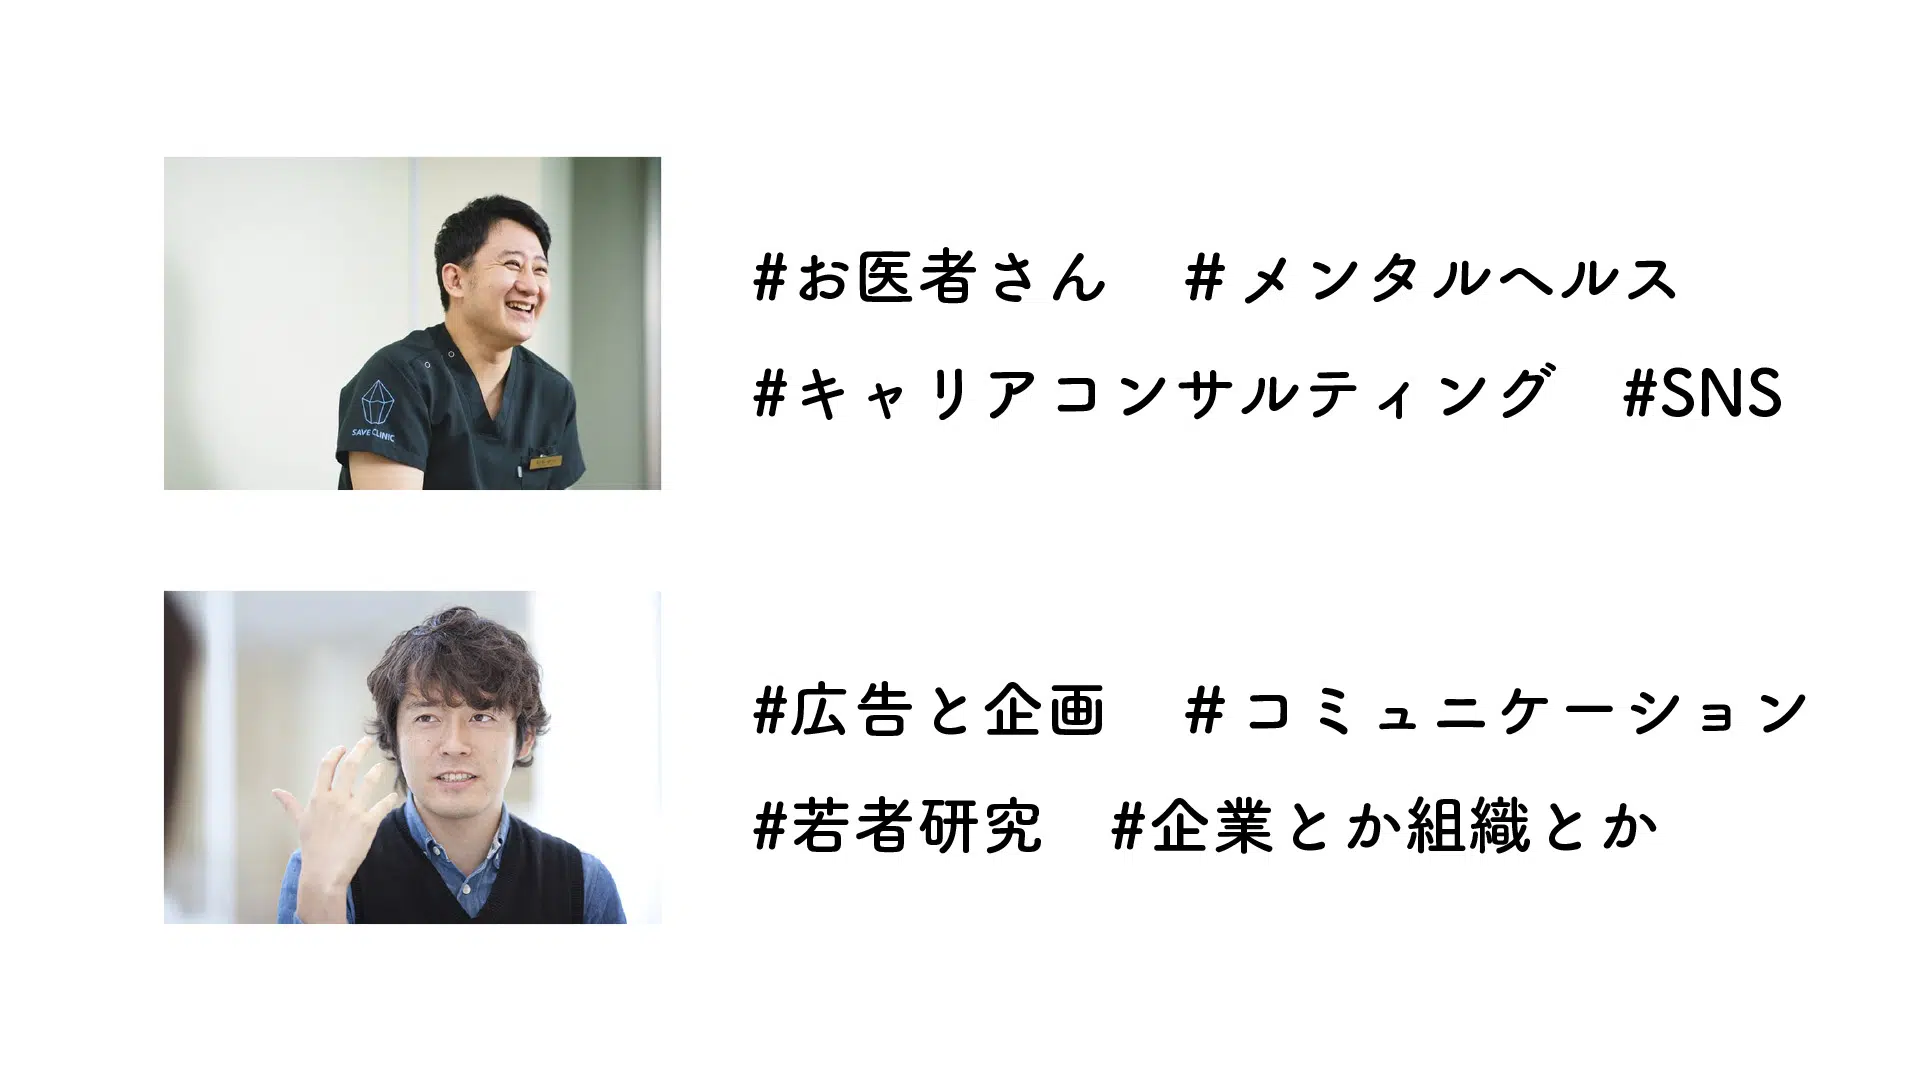 #お医者さん　#メンタルヘルス
#キャリアコンサルティング　#SNS
SAVE CLINIC
#広告と企画　#コミュニケーション
#若者研究　#企業とか組織とか